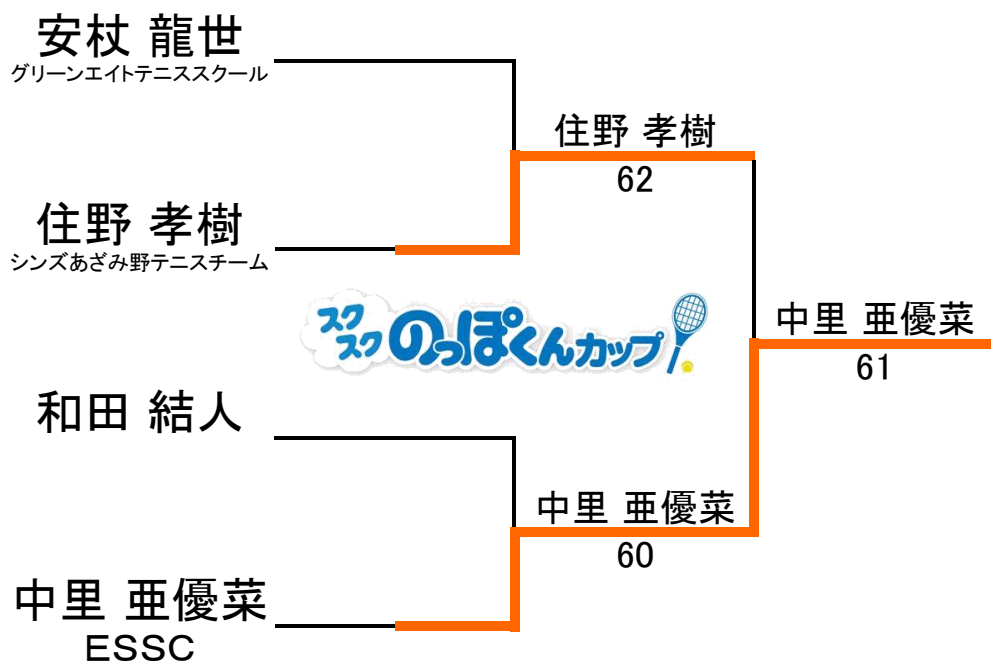 安杖 龍世
グリーンエイトテニススクール
住野 孝樹
62
住野 孝樹
シンズあざみ野テニスチーム
スクスク のっぽくんカップ
中里 亜優菜
61
和田 結人
中里 亜優菜
60
中里 亜優菜
ESSC